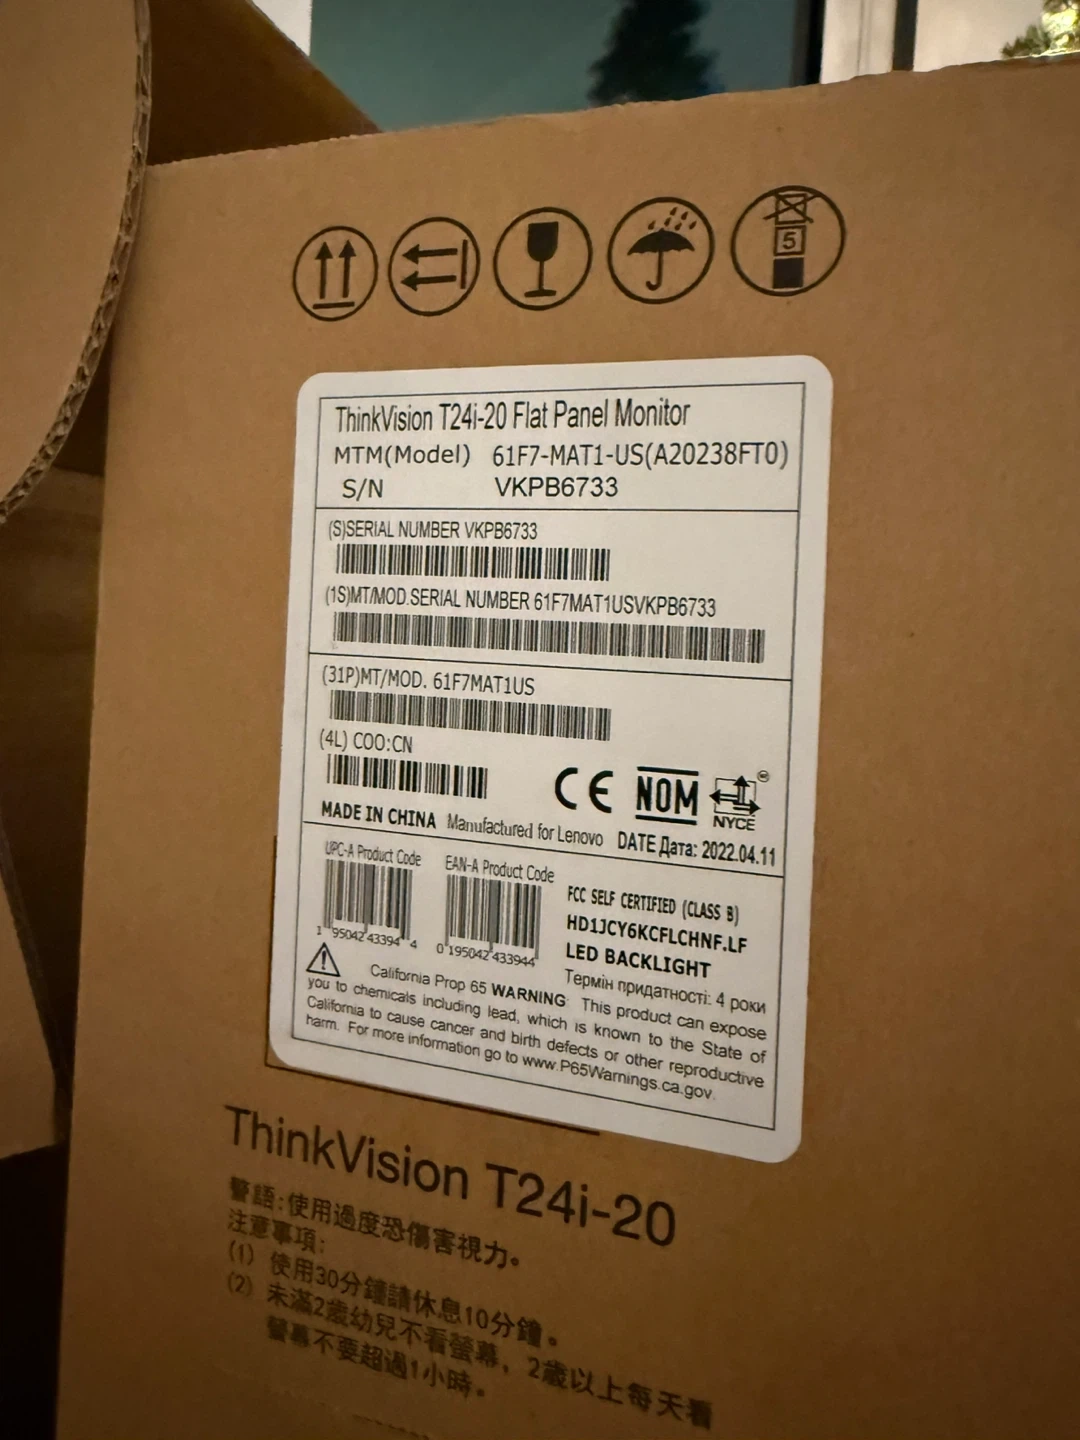 5
ThinkVision T24i-20 Flat Panel Monitor
MTM(Model) 61F7-MAT1-US(A20238FT0)
S/N VKPB6733
(S)SERIAL NUMBER VKPB6733
(1S)MT/MOD.SERIAL NUMBER 61F7MAT1USVKPB6733
(31P)MT/MOD. 61F7MAT1US
(4L) COO:CN
CE NOM NYCE
MADE IN CHINA Manufactured for Lenovo DATE Дата: 2022.04.11
UPC-A Product Code EAN-A Product Code
1 95042 43394 4 0 195042 433944
FCC SELF CERTIFIED (CLASS B)
HD1JCY6KCFLCHNF.LF
LED BACKLIGHT
Термін придатності: 4 роки
California Prop 65 WARNING: This product can expose
you to chemicals including lead, which is known to the State of
California to cause cancer and birth defects or other reproductive
harm. For more information go to www.P65Warnings.ca.gov.
ThinkVision T24i-20
警語:使用過度恐傷害視力。
注意事項:
(1) 使用30分鐘請休息10分鐘。
(2) 未滿2歲幼兒不看螢幕，2歲以上每天看
螢幕不要超過1小時。